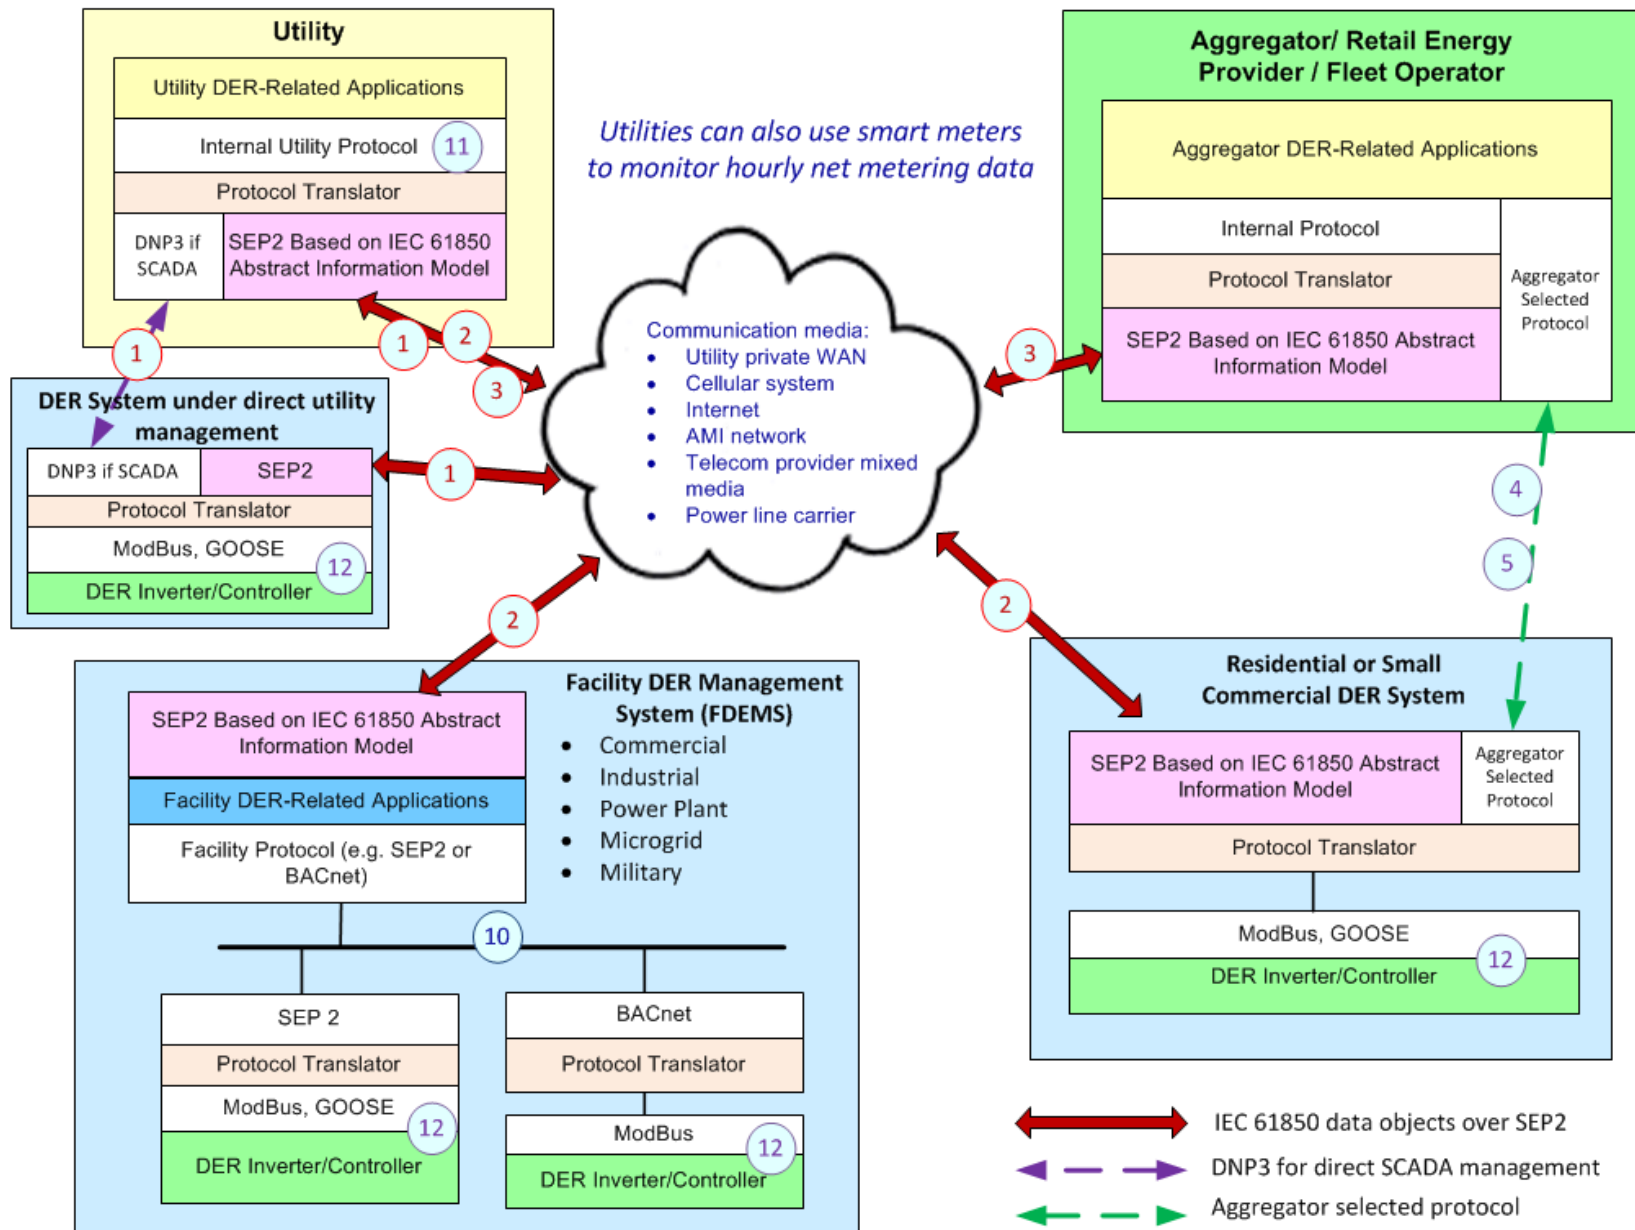 Utility
Utility DER-Related Applications
Internal Utility Protocol
11
Protocol Translator
DNP3 if
SCADA
SEP2 Based on IEC 61850
Abstract Information Model
Utilities can also use smart meters
to monitor hourly net metering data
Aggregator/ Retail Energy
Provider / Fleet Operator
Aggregator DER-Related Applications
Internal Protocol
Protocol Translator
SEP2 Based on IEC 61850 Abstract
Information Model
Aggregator
Selected
Protocol
1
1
2
3
3
Communication media:
• Utility private WAN
• Cellular system
• Internet
• AMI network
• Telecom provider mixed
media
• Power line carrier
DER System under direct utility
management
DNP3 if SCADA
SEP2
Protocol Translator
ModBus, GOOSE
12
DER Inverter/Controller
1
4
5
2
2
Facility DER Management
System (FDEMS)
• Commercial
• Industrial
• Power Plant
• Microgrid
• Military
SEP2 Based on IEC 61850 Abstract
Information Model
Facility DER-Related Applications
Facility Protocol (e.g. SEP2 or
BACnet)
10
SEP 2
Protocol Translator
ModBus, GOOSE
12
DER Inverter/Controller
BACnet
Protocol Translator
ModBus
12
DER Inverter/Controller
Residential or Small
Commercial DER System
SEP2 Based on IEC 61850 Abstract
Information Model
Aggregator
Selected
Protocol
Protocol Translator
ModBus, GOOSE
12
DER Inverter/Controller
IEC 61850 data objects over SEP2
DNP3 for direct SCADA management
Aggregator selected protocol